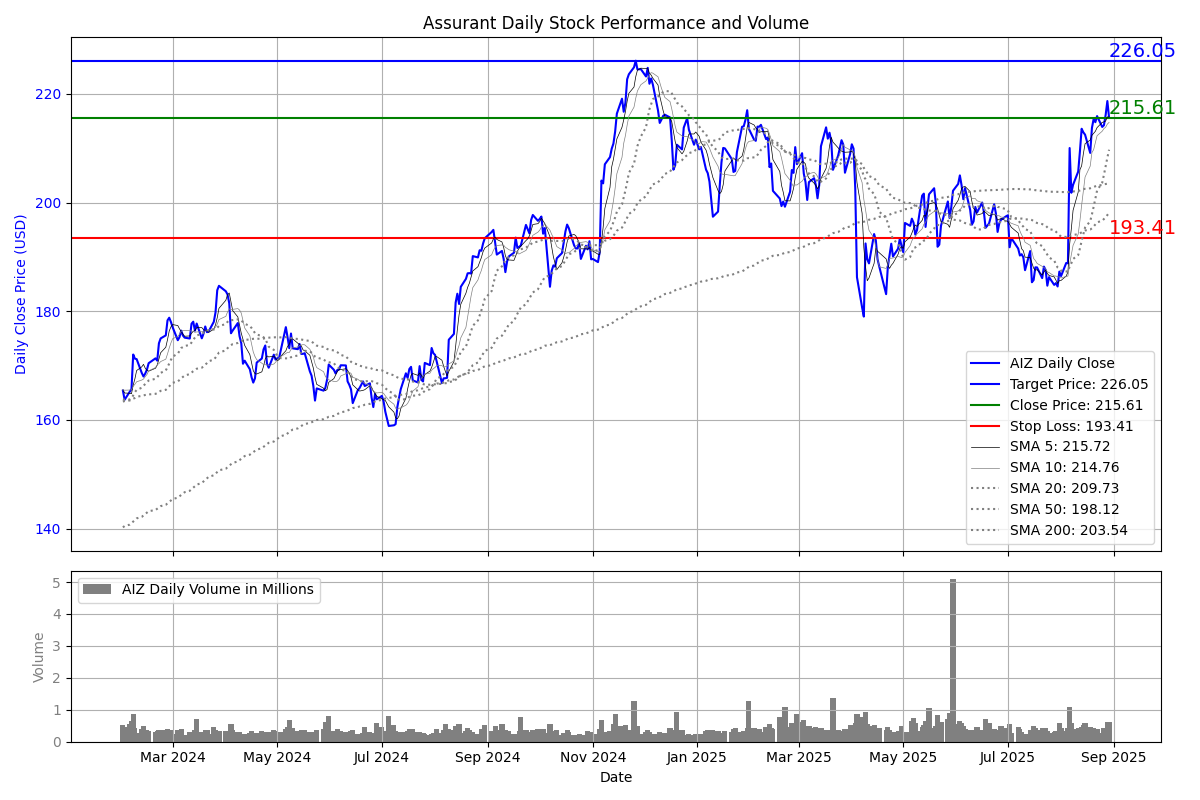 Assurant Daily Stock Performance and Volume
226.05
220
215.61
200
193.41
180
160
140
Daily Close Price (USD)
AIZ Daily Close
Target Price: 226.05
Close Price: 215.61
Stop Loss: 193.41
SMA 5: 215.72
SMA 10: 214.76
SMA 20: 209.73
SMA 50: 198.12
SMA 200: 203.54
AIZ Daily Volume in Millions
5
4
3
2
1
0
Volume
Mar 2024 May 2024 Jul 2024 Sep 2024 Nov 2024 Jan 2025 Mar 2025 May 2025 Jul 2025 Sep 2025
Date